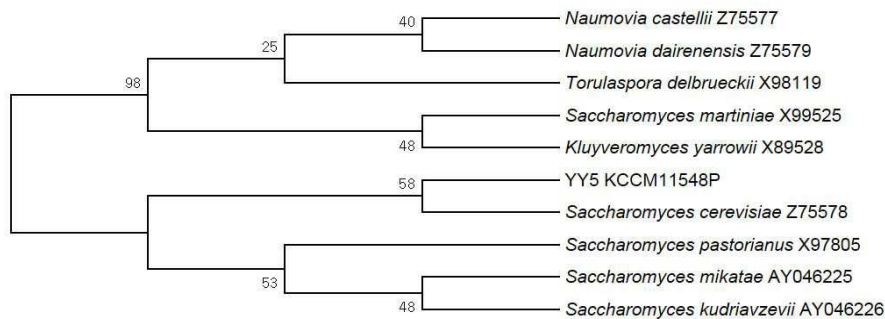 40
Naumovia castellii Z75577
25
Naumovia dairenensis Z75579
98
Torulaspora delbrueckii X98119
Saccharomyces martiniae X99525
48
Kluyveromyces yarrowii X89528
58
YY5 KCCM11548P
Saccharomyces cerevisiae Z75578
Saccharomyces pastorianus X97805
53
Saccharomyces mikatae AY046225
48
Saccharomyces kudriavzevii AY046226